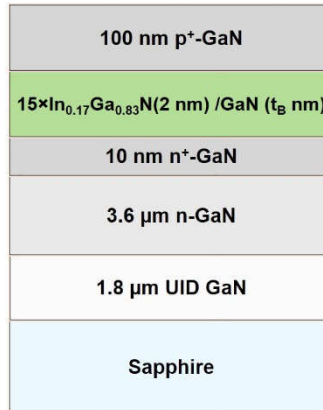 100 nm p⁺-GaN
15×In₀.₁₇Ga₀.₈₃N(2 nm) /GaN (t_B nm)
10 nm n⁺-GaN
3.6 µm n-GaN
1.8 µm UID GaN
Sapphire